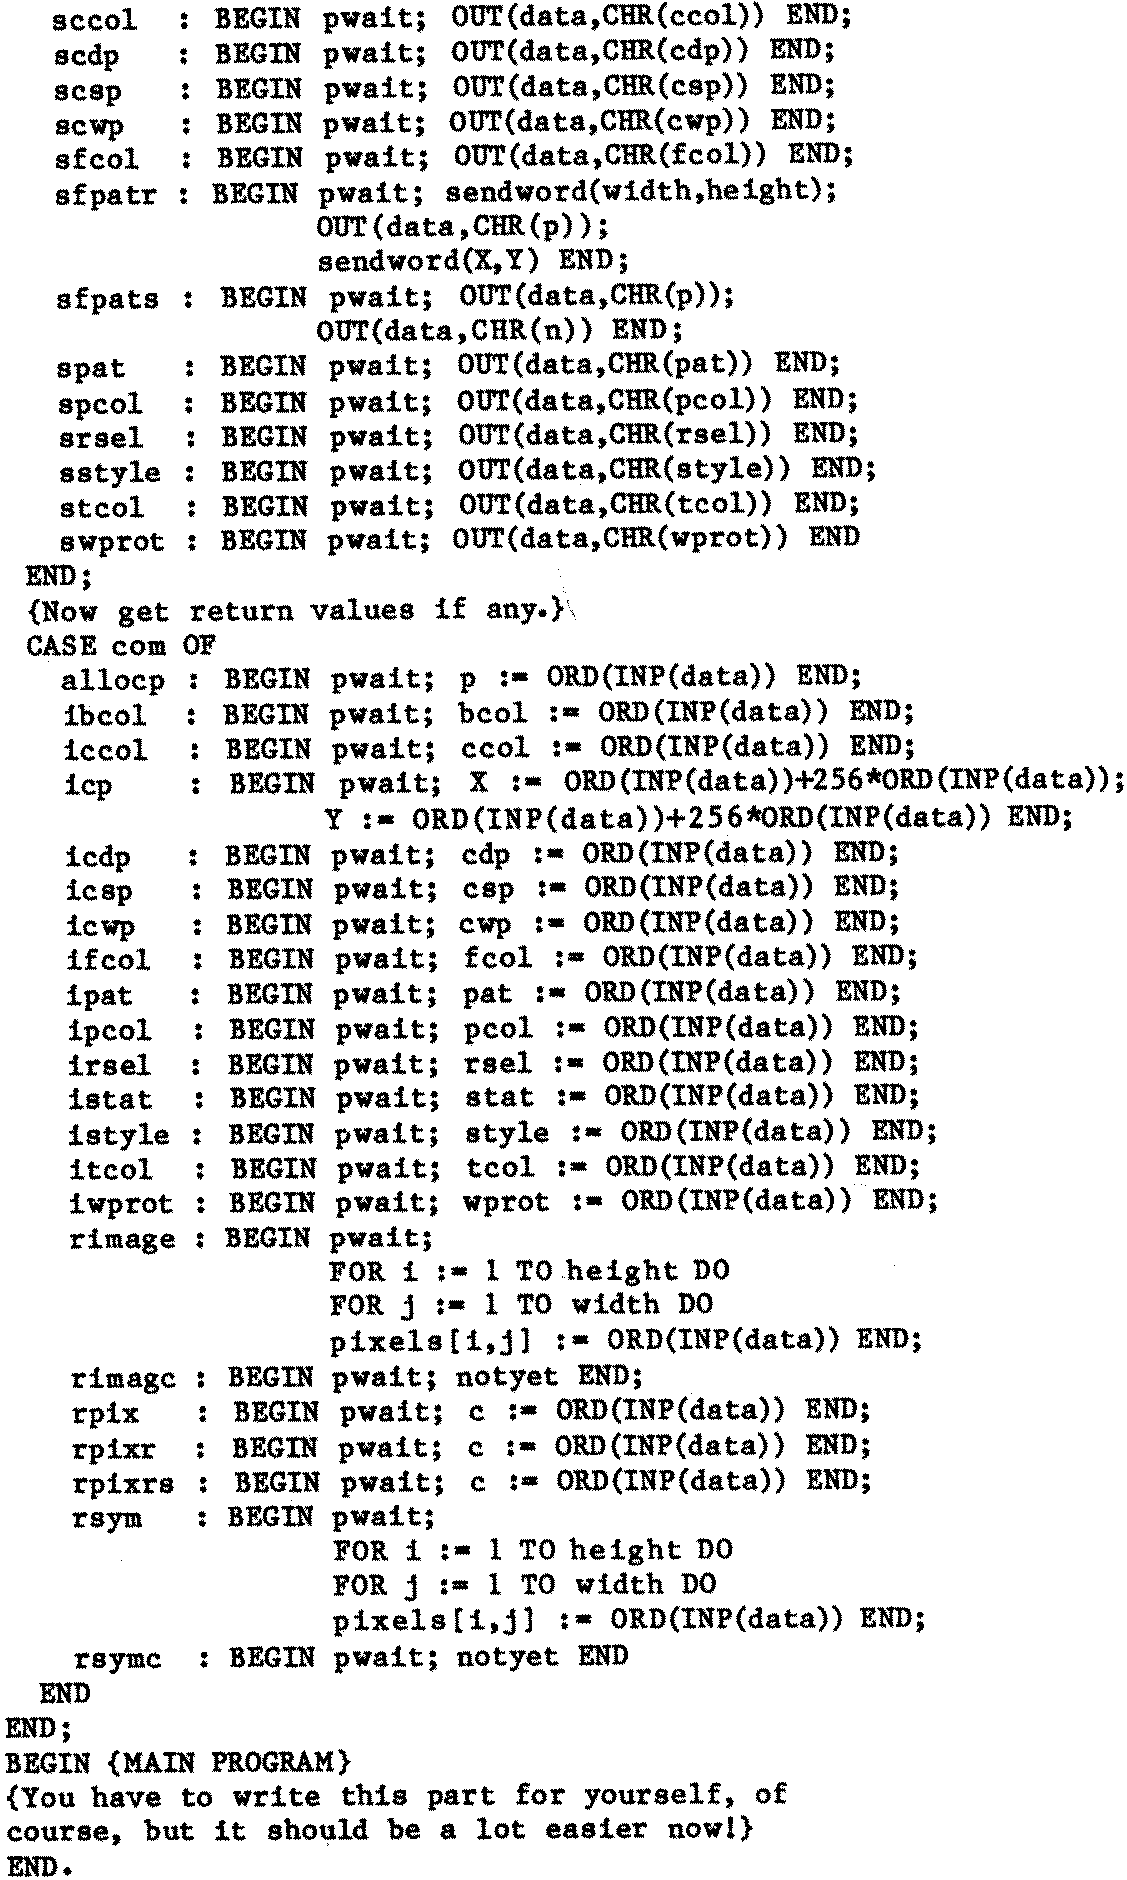 sccol  : BEGIN pwait; OUT(data,CHR(ccol)) END;
scdp   : BEGIN pwait; OUT(data,CHR(cdp)) END;
scsp   : BEGIN pwait; OUT(data,CHR(csp)) END;
scwp   : BEGIN pwait; OUT(data,CHR(cwp)) END;
sfcol  : BEGIN pwait; OUT(data,CHR(fcol)) END;
sfpatr : BEGIN pwait; sendword(width,height);
OUT(data,CHR(p));
sendword(X,Y) END;
sfpats : BEGIN pwait; OUT(data,CHR(p));
OUT(data,CHR(n)) END;
spat   : BEGIN pwait; OUT(data,CHR(pat)) END;
spcol  : BEGIN pwait; OUT(data,CHR(pcol)) END;
srsel  : BEGIN pwait; OUT(data,CHR(rsel)) END;
sstyle : BEGIN pwait; OUT(data,CHR(style)) END;
stcol  : BEGIN pwait; OUT(data,CHR(tcol)) END;
swprot : BEGIN pwait; OUT(data,CHR(wprot)) END
END;
{Now get return values if any.}
CASE com OF
allocp : BEGIN pwait; p := ORD(INP(data)) END;
ibcol  : BEGIN pwait; bcol := ORD(INP(data)) END;
iccol  : BEGIN pwait; ccol := ORD(INP(data)) END;
icp    : BEGIN pwait; X := ORD(INP(data))+256*ORD(INP(data));
Y := ORD(INP(data))+256*ORD(INP(data)) END;
icdp   : BEGIN pwait; cdp := ORD(INP(data)) END;
icsp   : BEGIN pwait; csp := ORD(INP(data)) END;
icwp   : BEGIN pwait; cwp := ORD(INP(data)) END;
ifcol  : BEGIN pwait; fcol := ORD(INP(data)) END;
ipat   : BEGIN pwait; pat := ORD(INP(data)) END;
ipcol  : BEGIN pwait; pcol := ORD(INP(data)) END;
irsel  : BEGIN pwait; rsel := ORD(INP(data)) END;
istat  : BEGIN pwait; stat := ORD(INP(data)) END;
istyle : BEGIN pwait; style := ORD(INP(data)) END;
itcol  : BEGIN pwait; tcol := ORD(INP(data)) END;
iwprot : BEGIN pwait; wprot := ORD(INP(data)) END;
rimage : BEGIN pwait;
FOR i := 1 TO height DO
FOR j := 1 TO width DO
pixels[i,j] := ORD(INP(data)) END;
rimagc : BEGIN pwait; notyet END;
rpix   : BEGIN pwait; c := ORD(INP(data)) END;
rpixr  : BEGIN pwait; c := ORD(INP(data)) END;
rpixrs : BEGIN pwait; c := ORD(INP(data)) END;
rsym   : BEGIN pwait;
FOR i := 1 TO height DO
FOR j := 1 TO width DO
pixels[i,j] := ORD(INP(data)) END;
rsymc  : BEGIN pwait; notyet END
END
END;
BEGIN {MAIN PROGRAM}
{You have to write this part for yourself, of
course, but it should be a lot easier now!}
END.